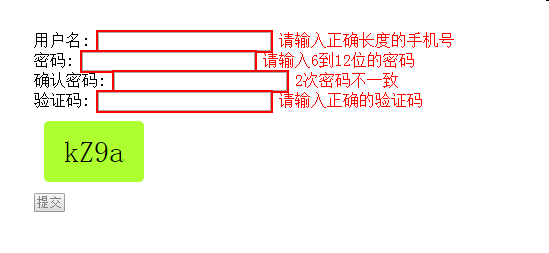 用户名: 请输入正确长度的手机号
密码: 请输入6到12位的密码
确认密码: 2次密码不一致
验证码: 请输入正确的验证码
kZ9a
提交